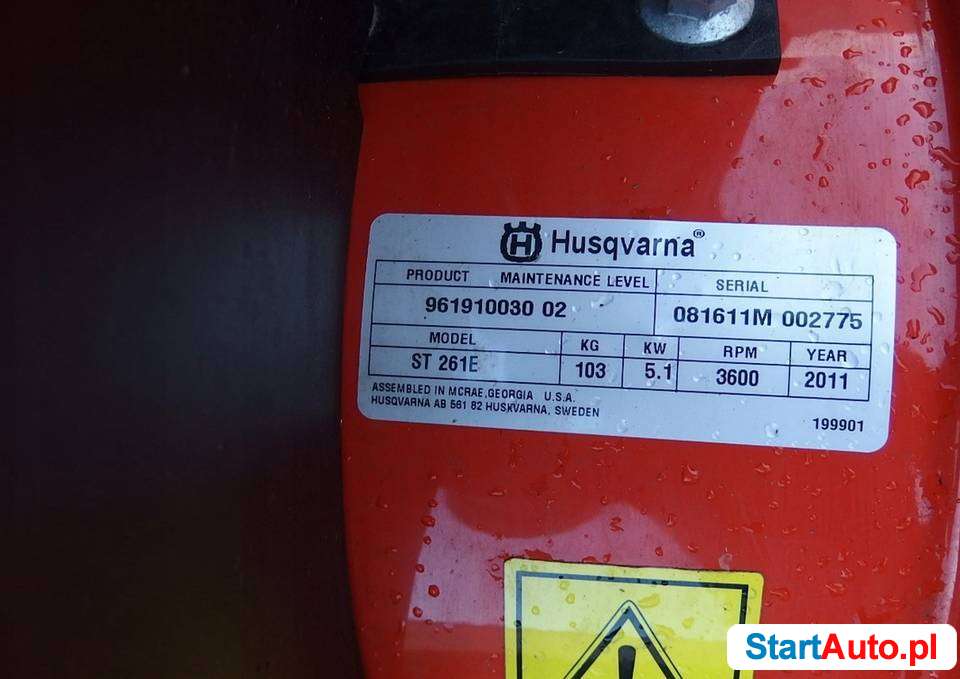 Husqvarna®
PRODUCT MAINTENANCE LEVEL SERIAL
961910030 02 081611M 002775
MODEL KG KW RPM YEAR
ST 261E 103 5.1 3600 2011
ASSEMBLED IN MCRAE,GEORGIA U.S.A.
HUSQVARNA AB 561 82 HUSKVARNA, SWEDEN
199901
StartAuto.pl